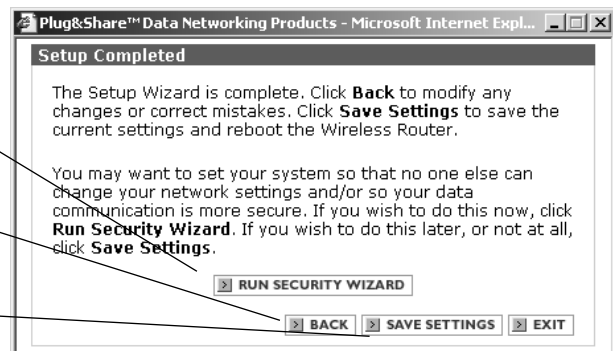 Plug&Share™ Data Networking Products - Microsoft Internet Expl...
Setup Completed
The Setup Wizard is complete. Click Back to modify any
changes or correct mistakes. Click Save Settings to save the
current settings and reboot the Wireless Router.
You may want to set your system so that no one else can
change your network settings and/or so your data
communication is more secure. If you wish to do this now, click
Run Security Wizard. If you wish to do this later, or not at all,
click Save Settings.
RUN SECURITY WIZARD
BACK SAVE SETTINGS EXIT